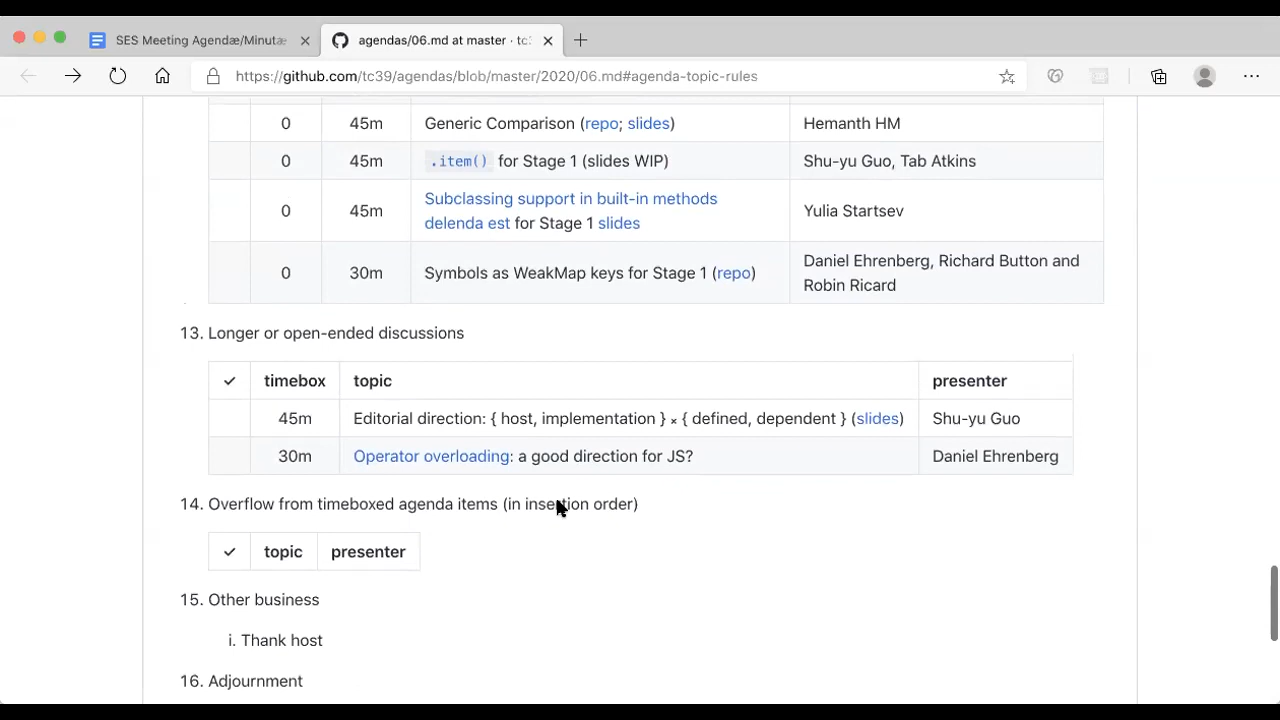 SES Meeting Agendæ/Minutæ
agendas/06.md at master · tc3
https://github.com/tc39/agendas/blob/master/2020/06.md#agenda-topic-rules
0 45m Generic Comparison (repo; slides) Hemanth HM
0 45m .item() for Stage 1 (slides WIP) Shu-yu Guo, Tab Atkins
0 45m Subclassing support in built-in methods
delenda est for Stage 1 slides Yulia Startsev
0 30m Symbols as WeakMap keys for Stage 1 (repo) Daniel Ehrenberg, Richard Button and
Robin Ricard
13. Longer or open-ended discussions
✓ timebox topic presenter
45m Editorial direction: { host, implementation } × { defined, dependent } (slides) Shu-yu Guo
30m Operator overloading: a good direction for JS? Daniel Ehrenberg
14. Overflow from timeboxed agenda items (in insertion order)
✓ topic presenter
15. Other business
i. Thank host
16. Adjournment